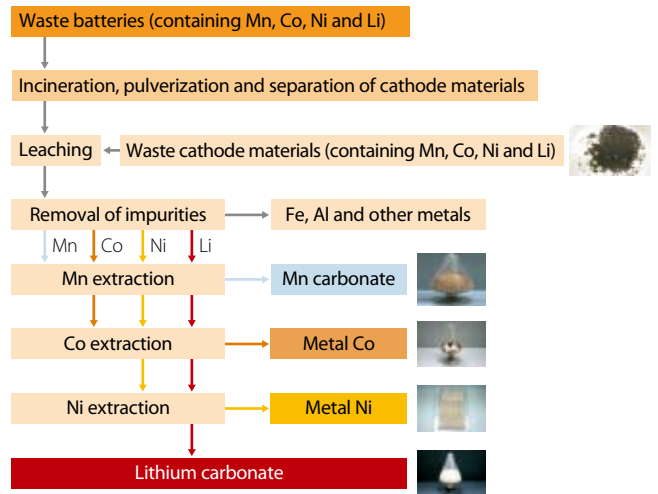 Waste batteries (containing Mn, Co, Ni and Li)
Incineration, pulverization and separation of cathode materials
Leaching
Waste cathode materials (containing Mn, Co, Ni and Li)
Removal of impurities
Fe, Al and other metals
Mn Co Ni Li
Mn extraction
Mn carbonate
Co extraction
Metal Co
Ni extraction
Metal Ni
Lithium carbonate